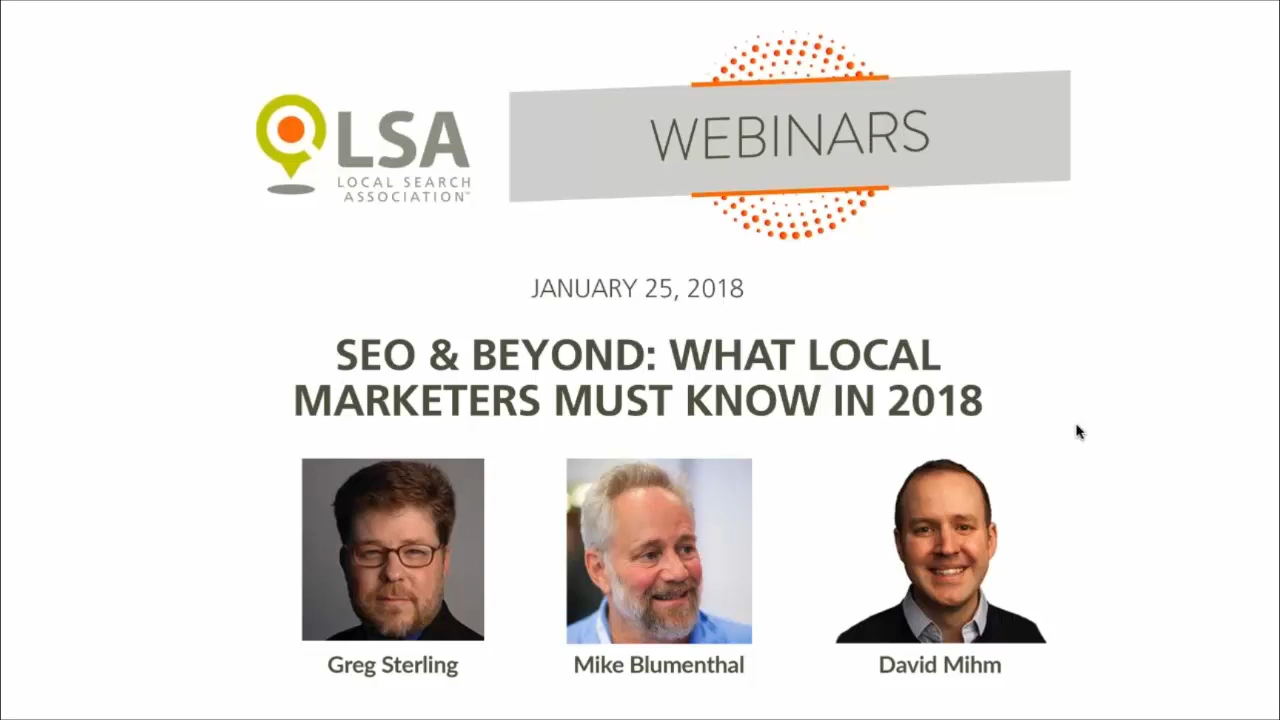 LSA
LOCAL SEARCH
ASSOCIATION™
WEBINARS
JANUARY 25, 2018
SEO & BEYOND: WHAT LOCAL
MARKETERS MUST KNOW IN 2018
Greg Sterling
Mike Blumenthal
David Mihm